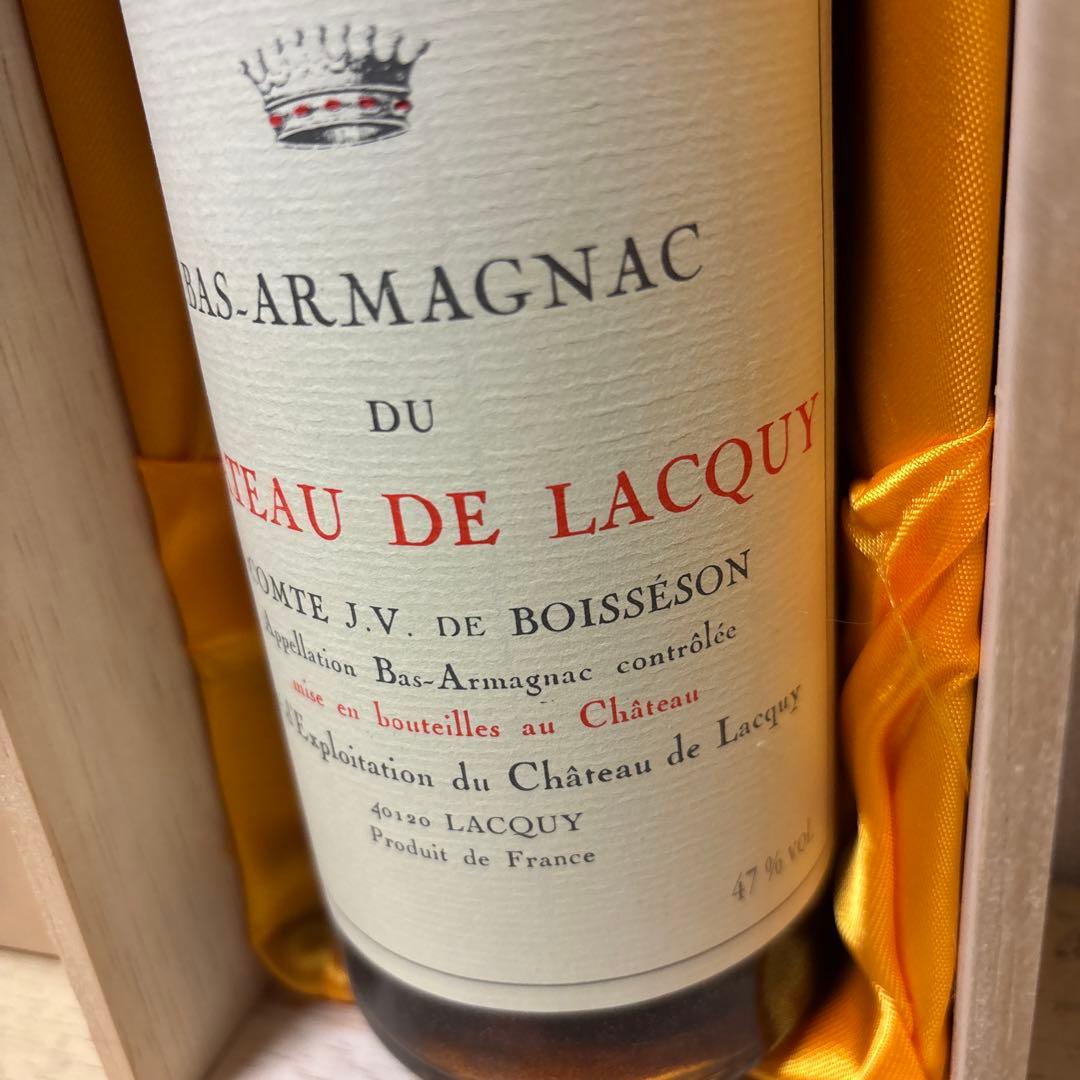 BAS-ARMAGNAC
DU
TEAU DE LACQUY
COMTE J.V. DE BOISSÉSON
Appellation Bas-Armagnac contrôlée
mise en bouteilles au Château
d'Exploitation du Château de Lacquy
40120 LACQUY
Produit de France
47 % vol.